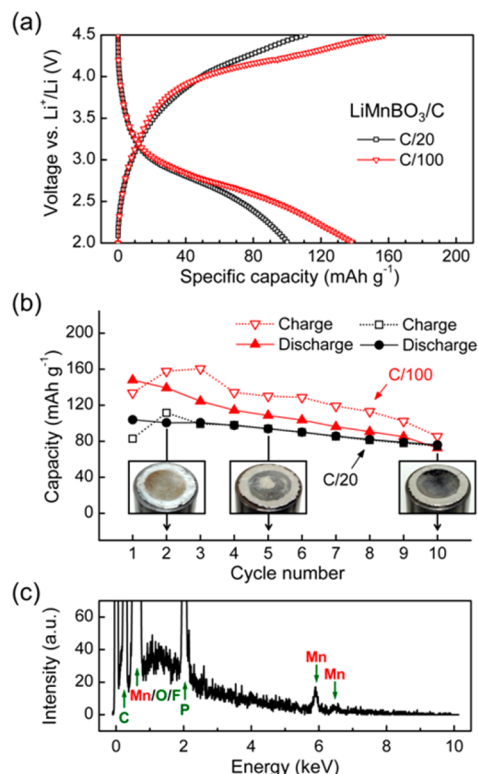 (a)
Voltage vs. Li⁺/Li (V)
4.5
4.0
3.5
3.0
2.5
2.0
LiMnBO₃/C
C/20
C/100
0 40 80 120 160 200
Specific capacity (mAh g⁻¹)
(b)
Capacity (mAh g⁻¹)
200
160
120
80
40
0
Charge Charge
Discharge Discharge
C/100
C/20
1 2 3 4 5 6 7 8 9 10
Cycle number
(c)
Intensity (a.u.)
60
40
20
0
C
Mn/O/F
P
Mn
Mn
0 2 4 6 8 10
Energy (keV)